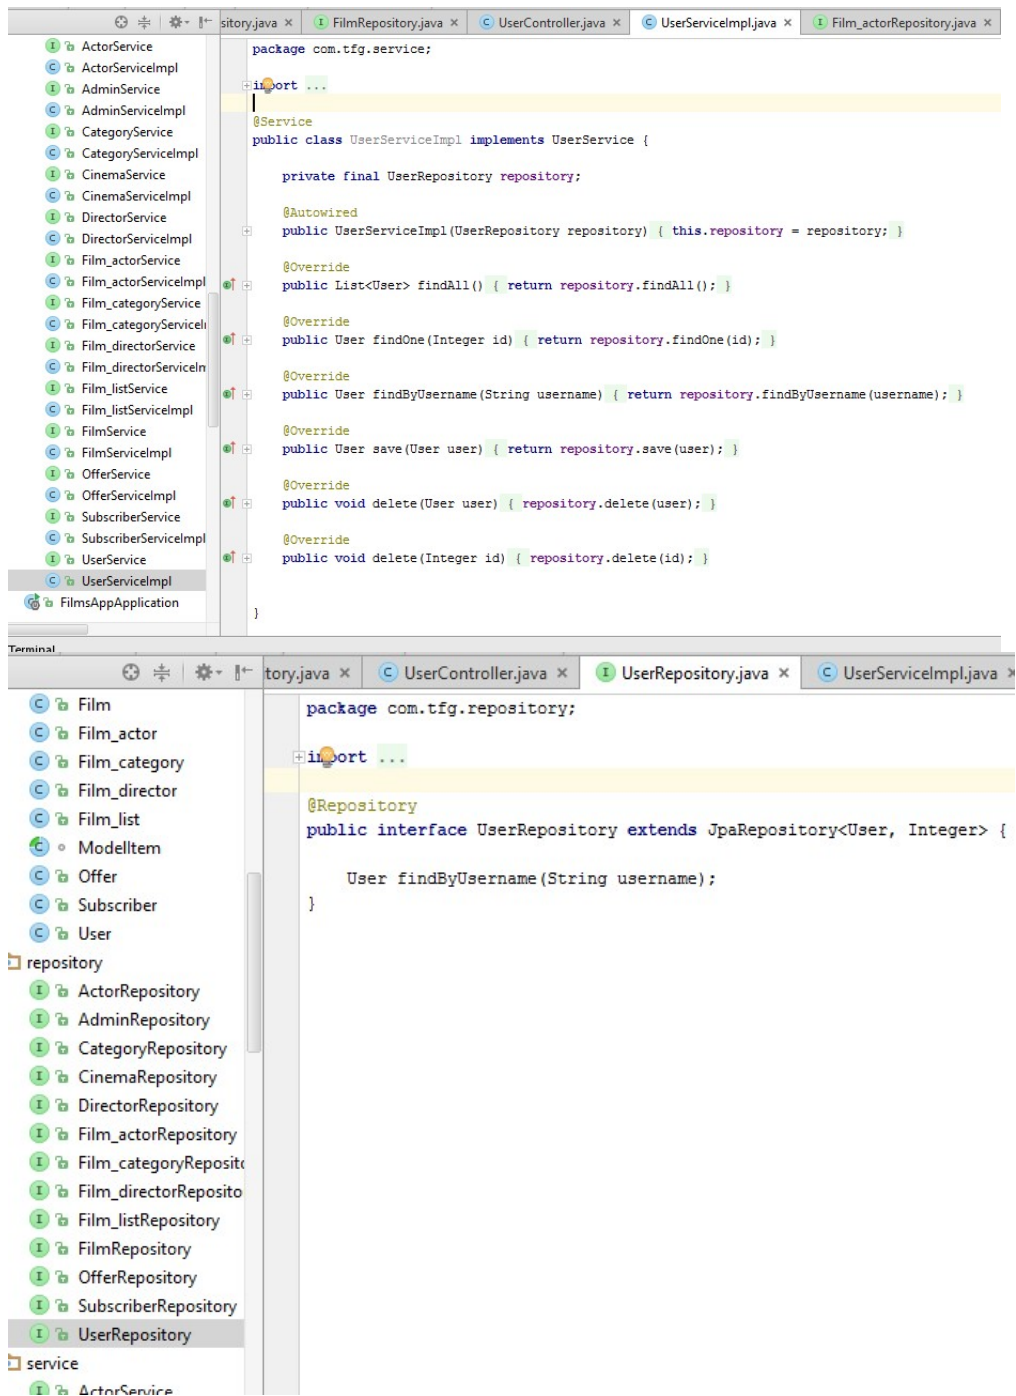 sitory.java × FilmRepository.java × UserController.java × UserServiceImpl.java × Film_actorRepository.java ×
ActorService
ActorServiceImpl
AdminService
AdminServiceImpl
CategoryService
CategoryServiceImpl
CinemaService
CinemaServiceImpl
DirectorService
DirectorServiceImpl
Film_actorService
Film_actorServiceImpl
Film_categoryService
Film_categoryServiceI
Film_directorService
Film_directorServiceIm
Film_listService
Film_listServiceImpl
FilmService
FilmServiceImpl
OfferService
OfferServiceImpl
SubscriberService
SubscriberServiceImpl
UserService
UserServiceImpl
FilmsAppApplication
package com.tfg.service;
import ...
@Service
public class UserServiceImpl implements UserService {
private final UserRepository repository;
@Autowired
public UserServiceImpl(UserRepository repository) { this.repository = repository; }
@Override
public List<User> findAll() { return repository.findAll(); }
@Override
public User findOne(Integer id) { return repository.findOne(id); }
@Override
public User findByUsername(String username) { return repository.findByUsername(username); }
@Override
public User save(User user) { return repository.save(user); }
@Override
public void delete(User user) { repository.delete(user); }
@Override
public void delete(Integer id) { repository.delete(id); }
}
Terminal
tory.java × UserController.java × UserRepository.java × UserServiceImpl.java ×
Film
Film_actor
Film_category
Film_director
Film_list
ModelItem
Offer
Subscriber
User
repository
ActorRepository
AdminRepository
CategoryRepository
CinemaRepository
DirectorRepository
Film_actorRepository
Film_categoryReposito
Film_directorReposito
Film_listRepository
FilmRepository
OfferRepository
SubscriberRepository
UserRepository
service
ActorService
package com.tfg.repository;
import ...
@Repository
public interface UserRepository extends JpaRepository<User, Integer> {
User findByUsername(String username);
}